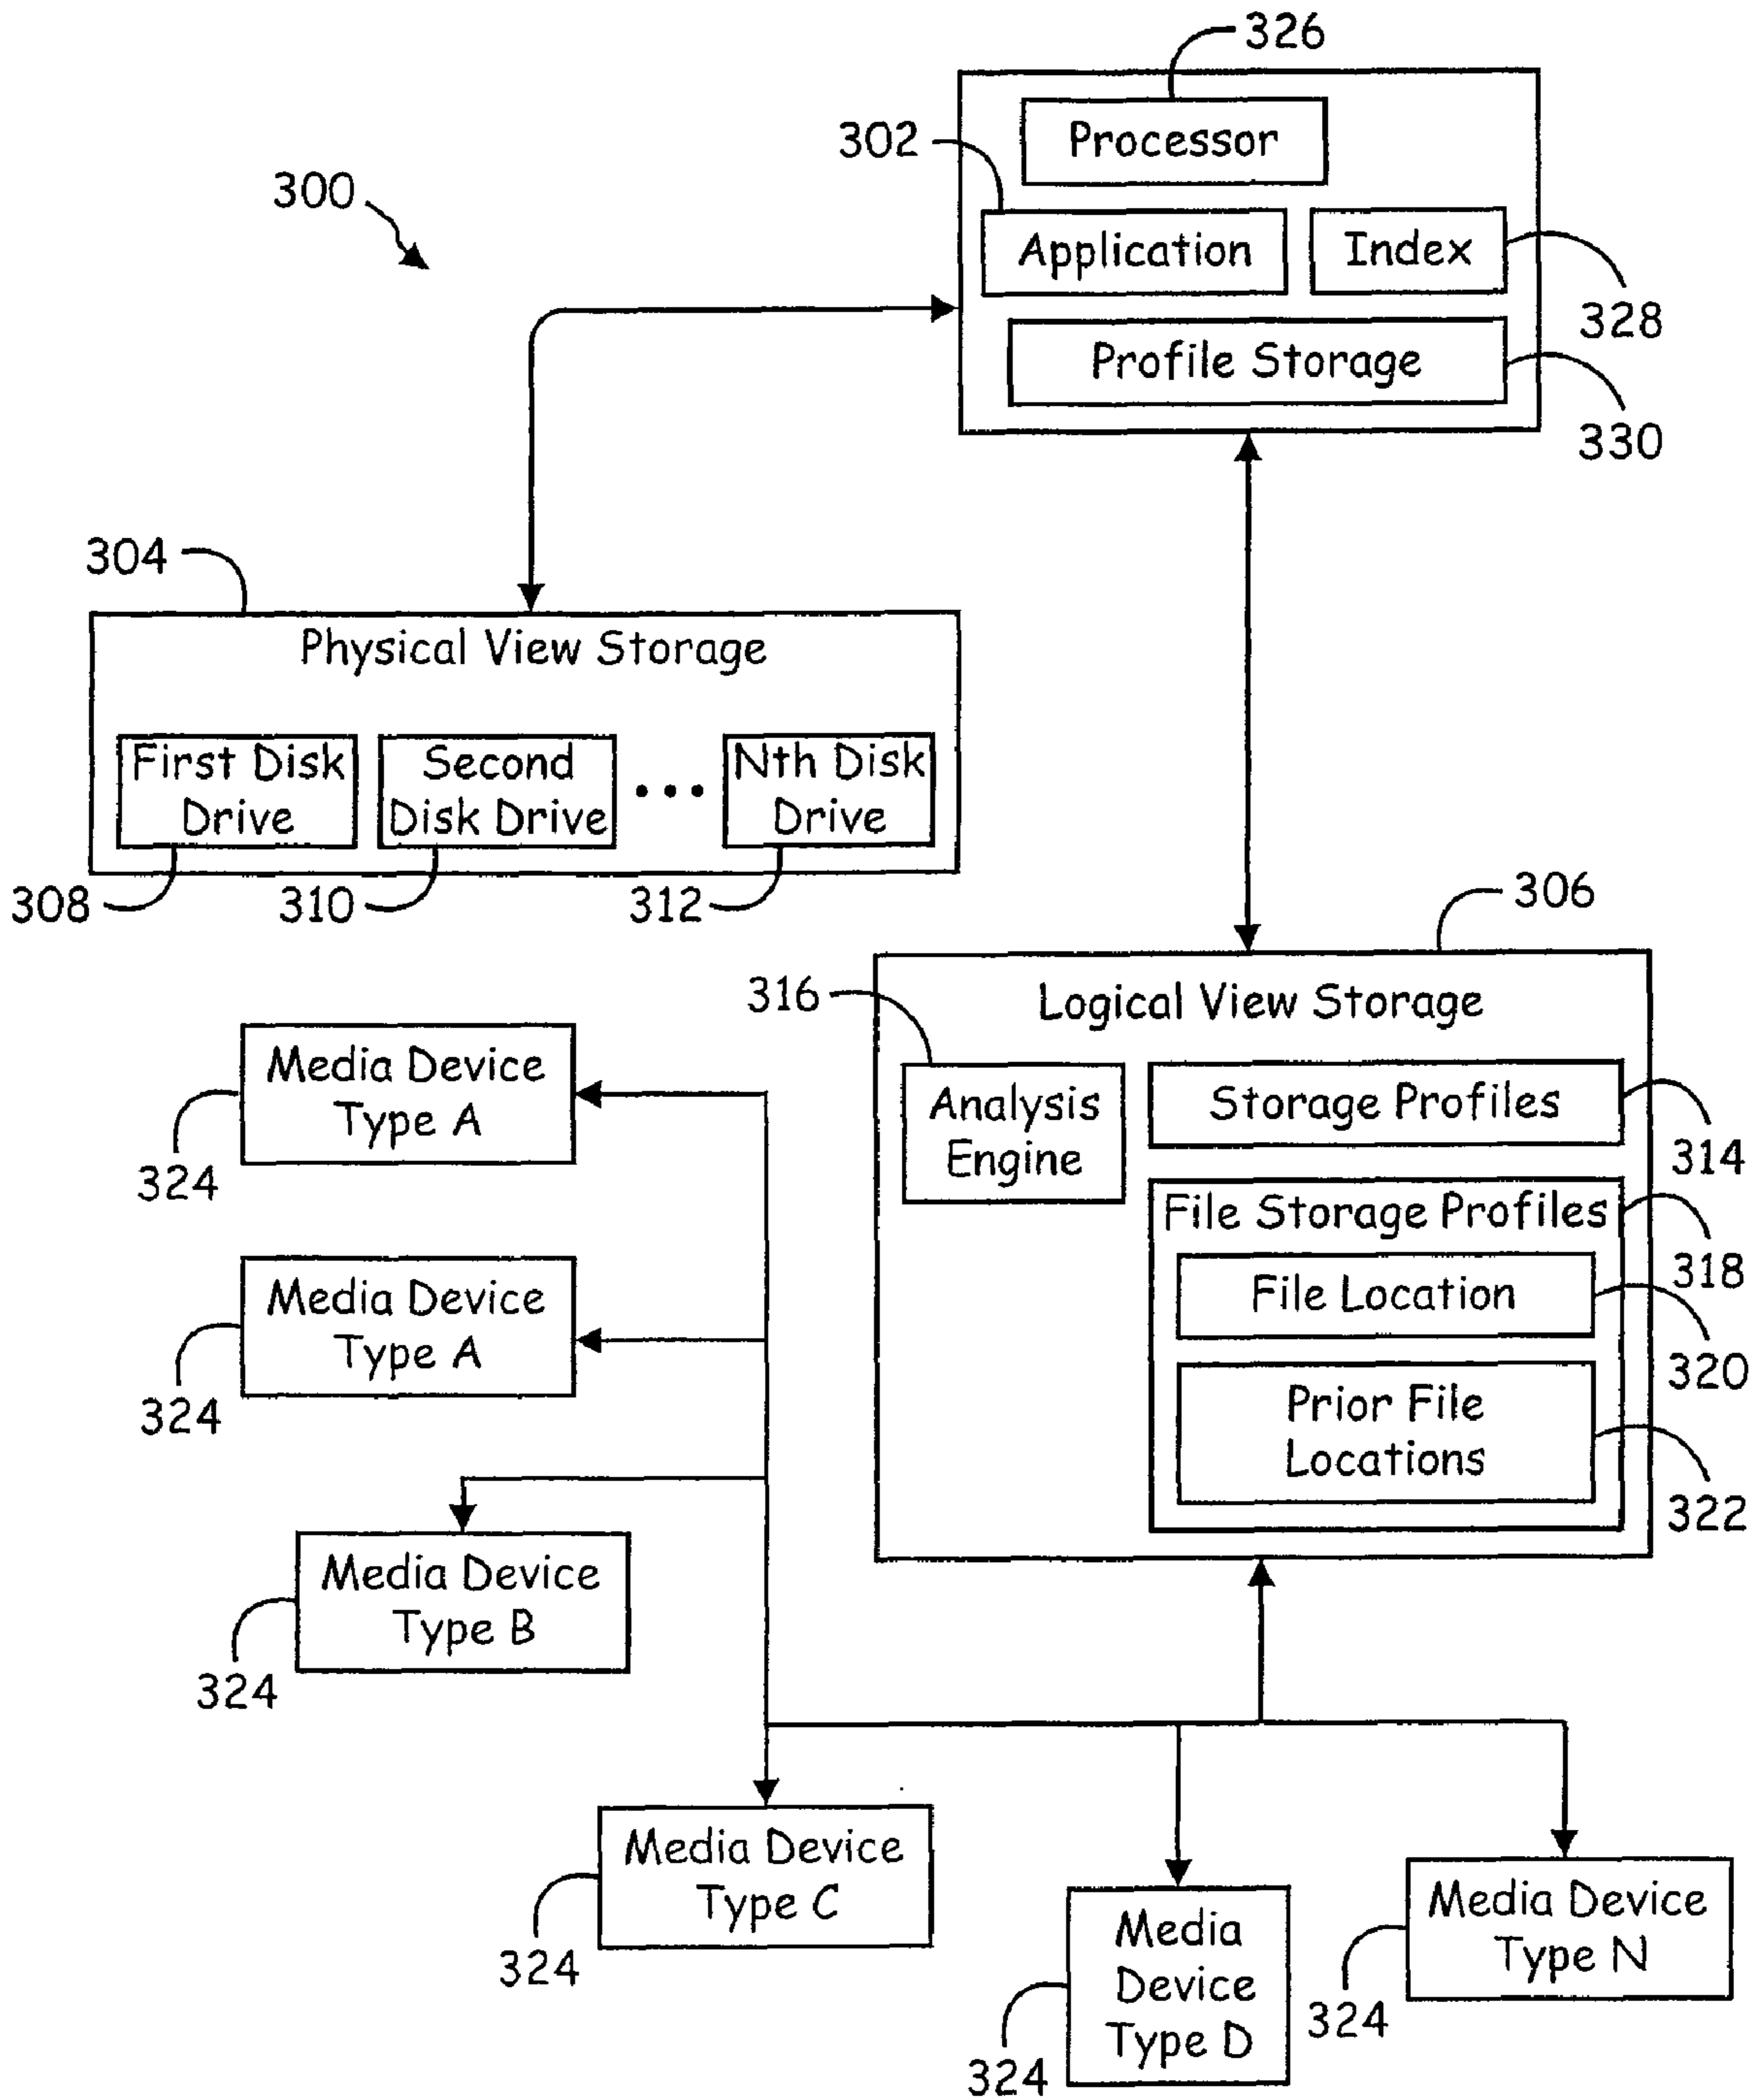 326
Processor
302
300
Application
Index
328
Profile Storage
330
304
Physical View Storage
First Disk
Drive
Second
Disk Drive
Nth Disk
Drive
308
310
312
306
316
Logical View Storage
Analysis
Engine
Storage Profiles
314
File Storage Profiles
318
File Location
320
Prior File
Locations
322
Media Device
Type A
324
Media Device
Type A
324
Media Device
Type B
324
Media Device
Type C
324
Media
Device
Type D
324
Media Device
Type N
324